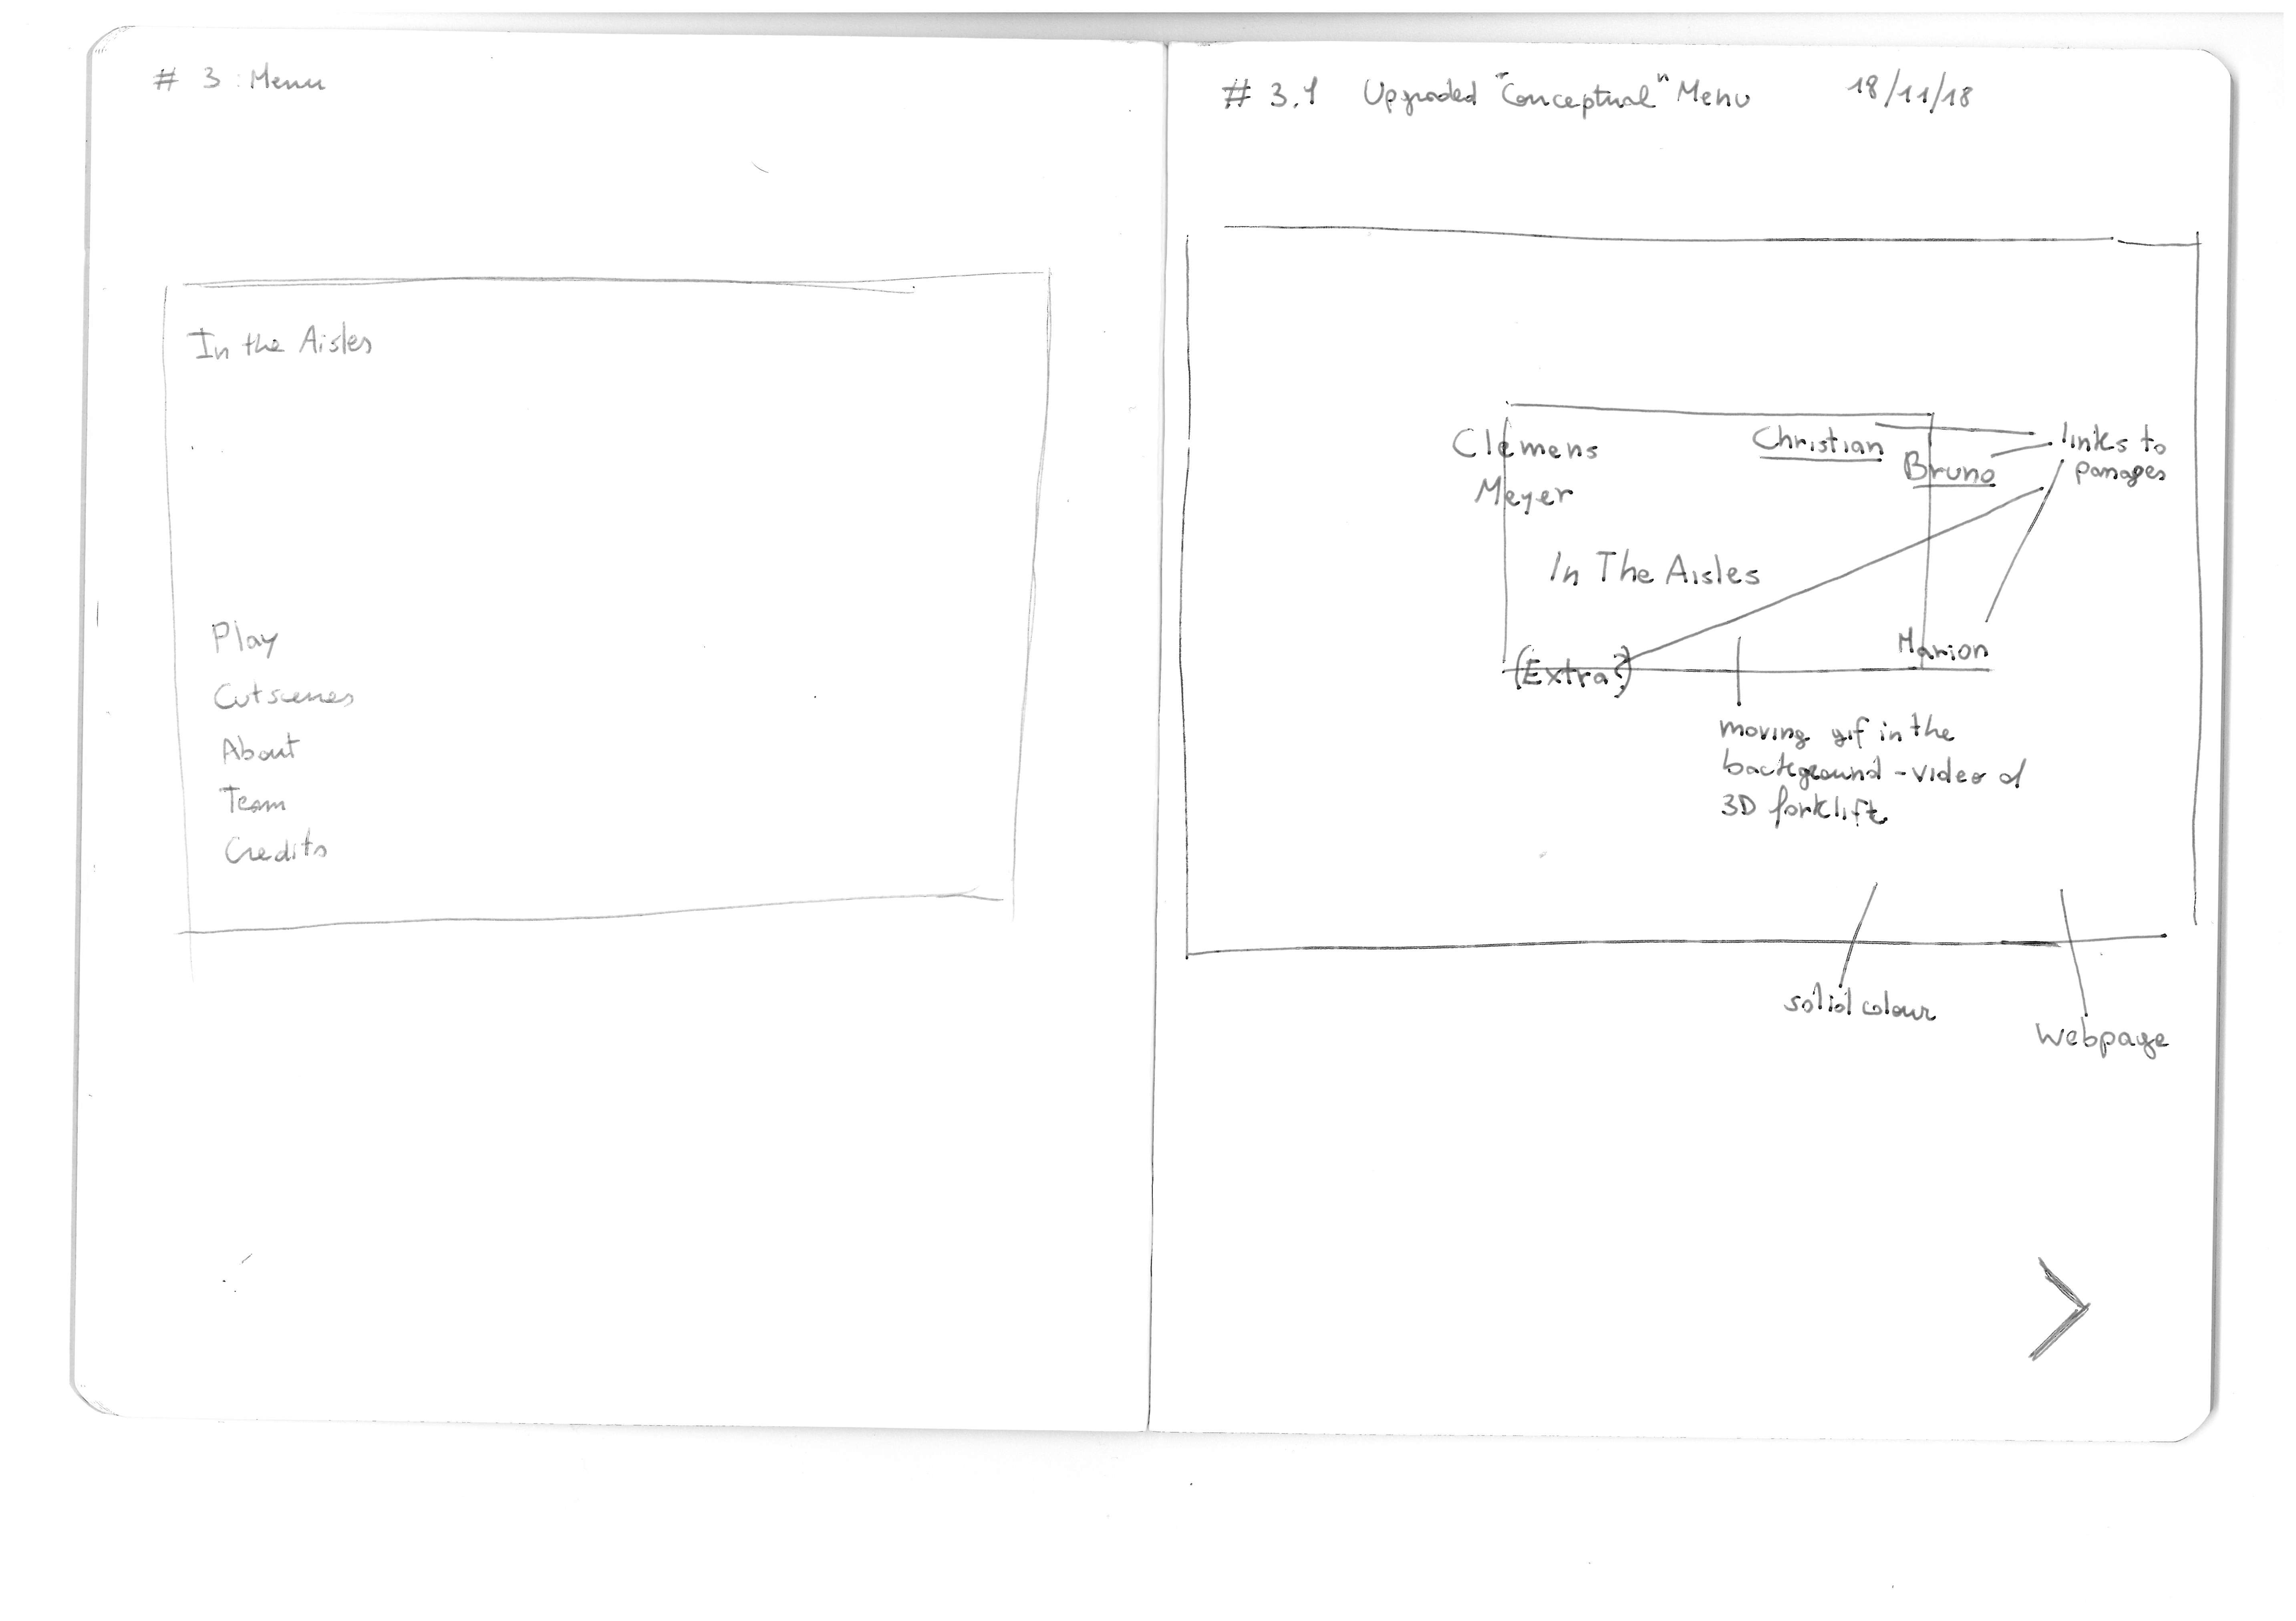 # 3: Menu
In the Aisles
Play
Cutscenes
About
Team
Credits
# 3.1 Upgraded "Conceptual" Menu 18/11/18
Clemens
Meyer
Christian
Bruno
links to
passages
In The Aisles
(Extra?)
Marion
moving gif in the
background - video of
3D forklift
solid colour
Webpage